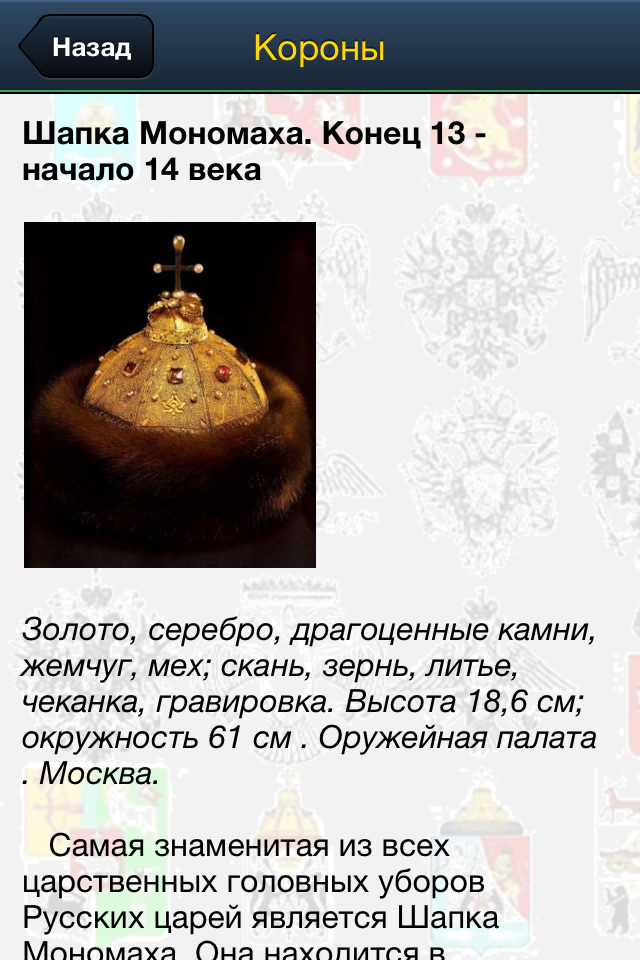 Назад
Короны
Шапка Мономаха. Конец 13 -
начало 14 века
Золото, серебро, драгоценные камни,
жемчуг, мех; скань, зернь, литье,
чеканка, гравировка. Высота 18,6 см;
окружность 61 см . Оружейная палата
. Москва.
Самая знаменитая из всех
царственных головных уборов
Русских царей является Шапка
Мономаха. Она находится в